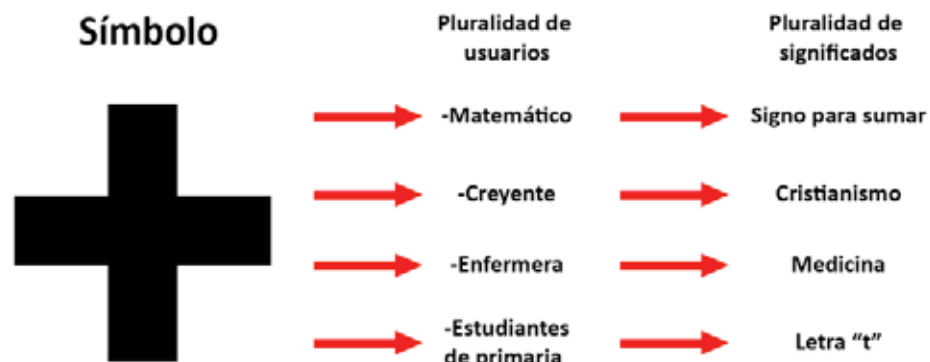 Símbolo
Pluralidad de
usuarios
Pluralidad de
significados
-Matemático
Signo para sumar
-Creyente
Cristianismo
-Enfermera
Medicina
-Estudiantes
de primaria
Letra “t”